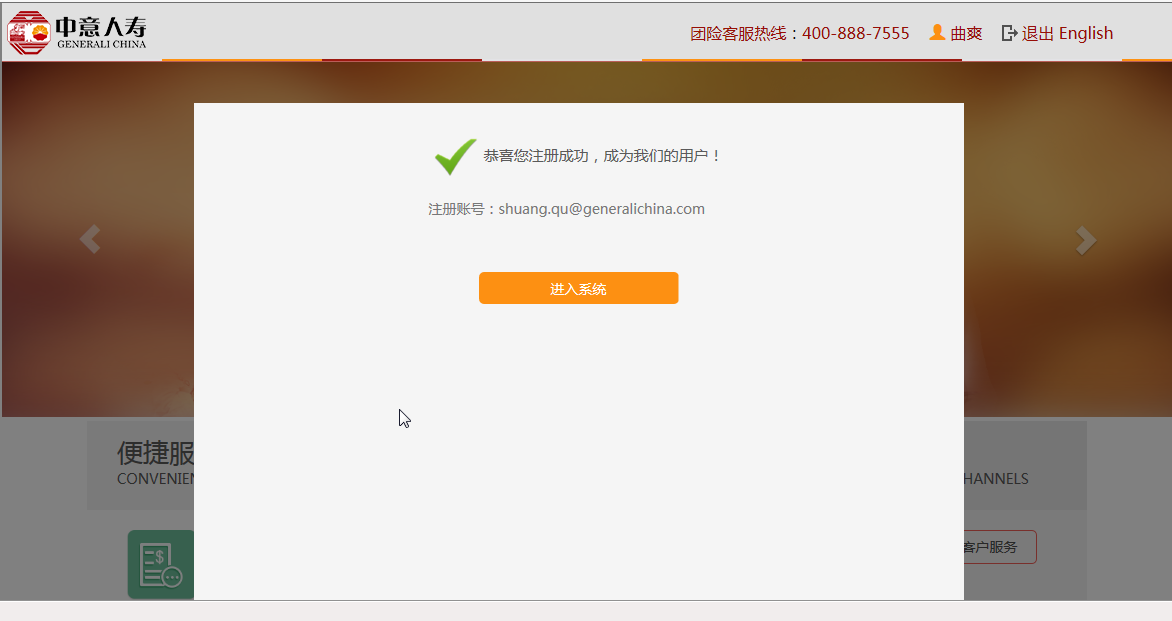 中意人寿
GENERALI CHINA
团险客服热线：400-888-7555 曲爽 退出 English
恭喜您注册成功，成为我们的用户！
注册账号：shuang.qu@generalichina.com
进入系统
便捷服
CONVENIEN
HANNELS
客户服务